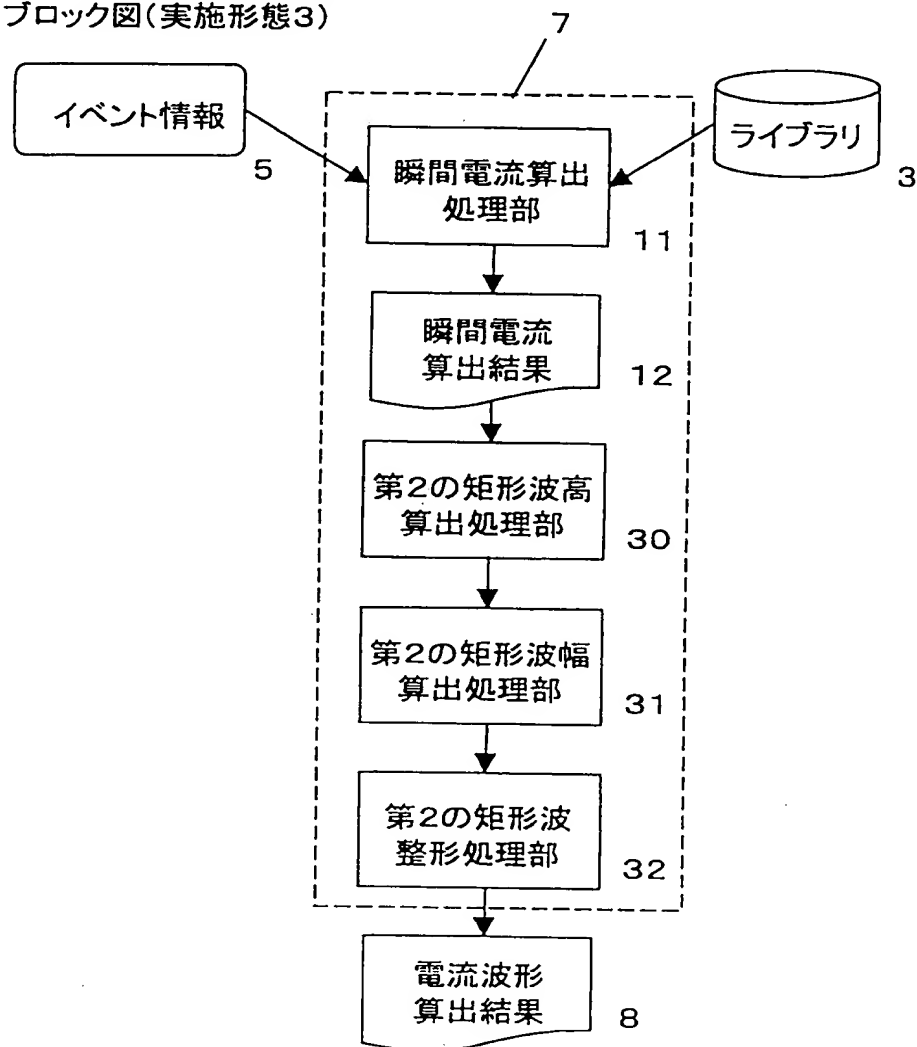 ブロック図(実施形態3)
7
イベント情報
5
ライブラリ
3
瞬間電流算出
処理部
11
瞬間電流
算出結果
12
第2の矩形波高
算出処理部
30
第2の矩形波幅
算出処理部
31
第2の矩形波
整形処理部
32
電流波形
算出結果
8